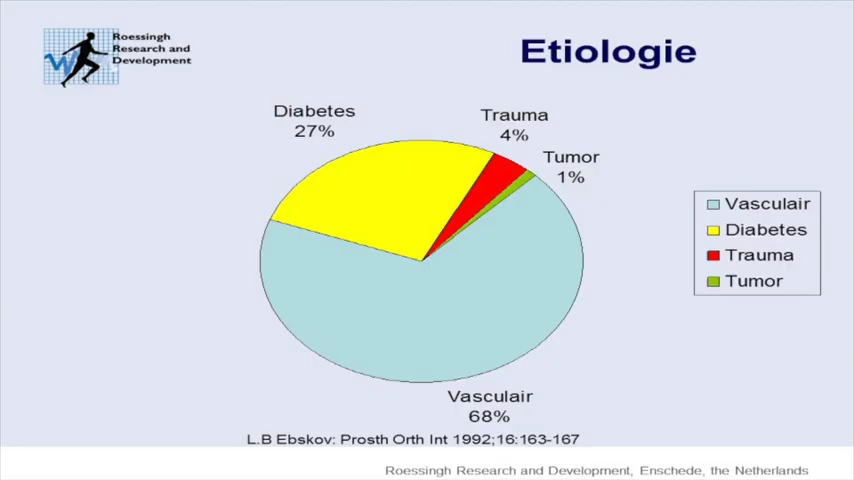 Roessingh
Research and
Development
Etiologie
Diabetes
27%
Trauma
4%
Tumor
1%
Vasculair
Diabetes
Trauma
Tumor
Vasculair
68%
L.B Ebskov: Prosth Orth Int 1992;16:163-167
Roessingh Research and Development, Enschede, the Netherlands